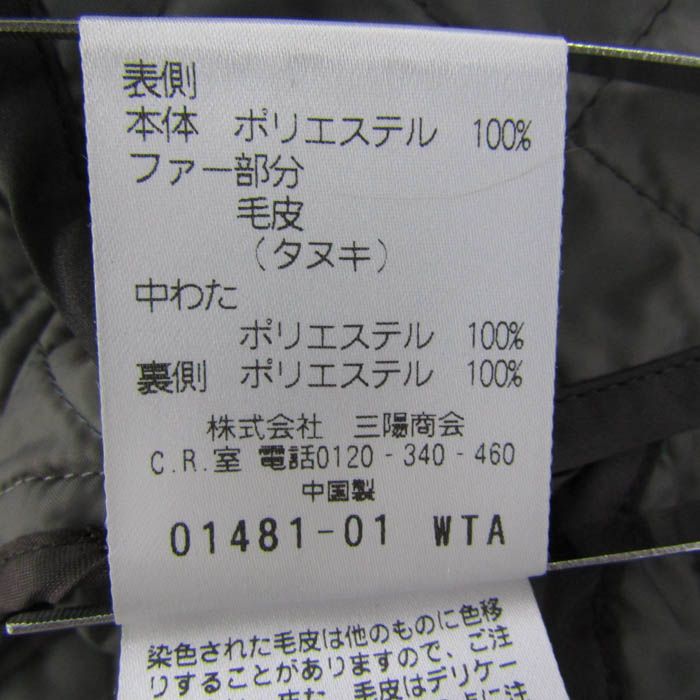 表側
本体 ポリエステル 100%
ファー部分
毛皮
(タヌキ)
中わた
ポリエステル 100%
裏側 ポリエステル 100%
株式会社 三陽商会
C.R.室 電話0120-340-460
中国製
01481-01 WTA
染色された毛皮は他のものに色移
りすることがありますので、ご注
また、毛皮はデリケー